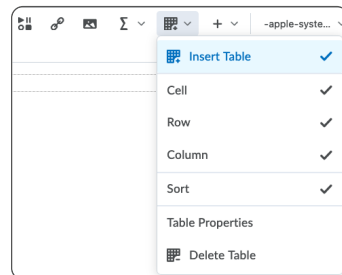 -apple-syste...
Insert Table
Cell
Row
Column
Sort
Table Properties
Delete Table